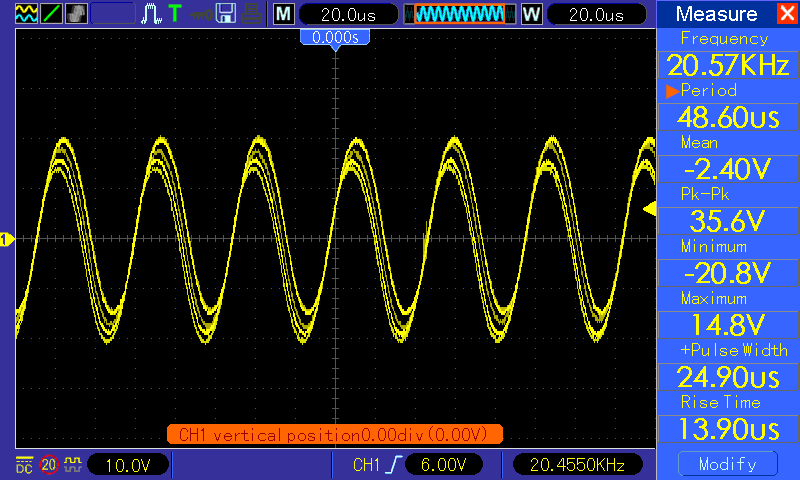 T M 20.0us W 20.0us Measure
0.000s
Frequency
20.57KHz
Period
48.60us
Mean
-2.40V
Pk-Pk
35.6V
Minimum
-20.8V
Maximum
14.8V
+Pulse Width
24.90us
Rise Time
13.90us
1
CH1 vertical position0.00div(0.00V)
DC 20 10.0V CH1 6.00V 20.4550KHz Modify